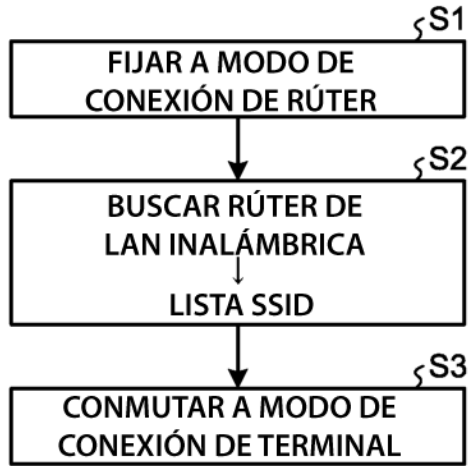 S1
FIJAR A MODO DE
CONEXIÓN DE RÚTER
S2
BUSCAR RÚTER DE
LAN INALÁMBRICA
↓
LISTA SSID
S3
CONMUTAR A MODO DE
CONEXIÓN DE TERMINAL